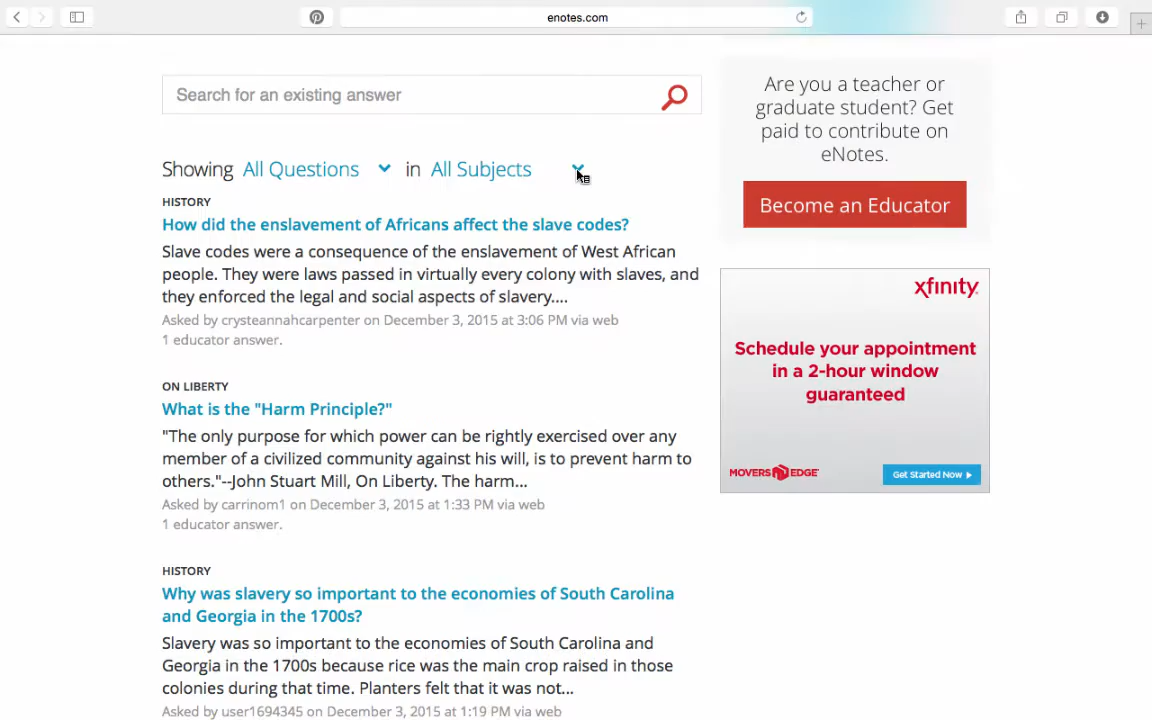 enotes.com
Search for an existing answer
Showing All Questions in All Subjects
HISTORY
How did the enslavement of Africans affect the slave codes?
Slave codes were a consequence of the enslavement of West African
people. They were laws passed in virtually every colony with slaves, and
they enforced the legal and social aspects of slavery....
Asked by crysteannahcarpenter on December 3, 2015 at 3:06 PM via web
1 educator answer.
ON LIBERTY
What is the "Harm Principle?"
"The only purpose for which power can be rightly exercised over any
member of a civilized community against his will, is to prevent harm to
others."--John Stuart Mill, On Liberty. The harm...
Asked by carrinom1 on December 3, 2015 at 1:33 PM via web
1 educator answer.
HISTORY
Why was slavery so important to the economies of South Carolina
and Georgia in the 1700s?
Slavery was so important to the economies of South Carolina and
Georgia in the 1700s because rice was the main crop raised in those
colonies during that time. Planters felt that it was not...
Asked by user1694345 on December 3, 2015 at 1:19 PM via web
Are you a teacher or
graduate student? Get
paid to contribute on
eNotes.
Become an Educator
xfinity
Schedule your appointment
in a 2-hour window
guaranteed
MOVERS EDGE
Get Started Now